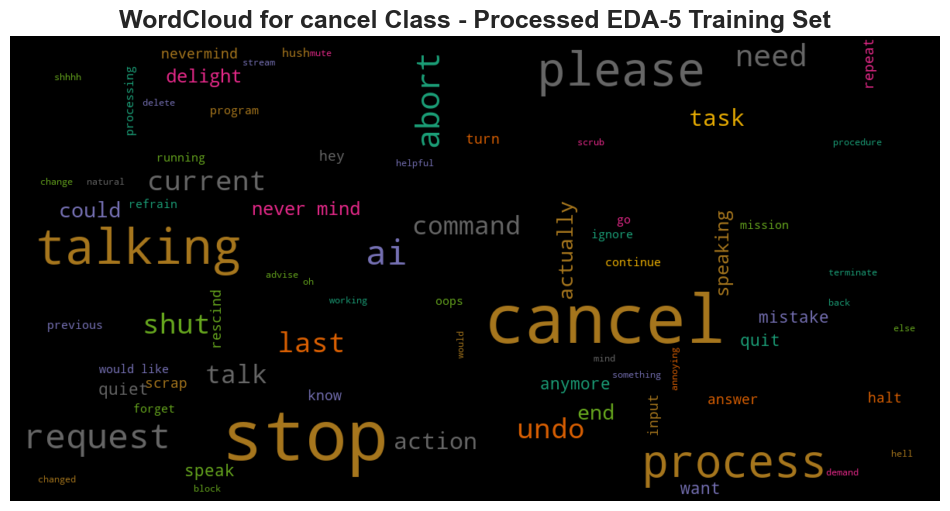 WordCloud for cancel Class - Processed EDA-5 Training Set
nevermind
hush
mute
stream
shhhh
delight
processing
delete
program
abort
please
need
repeat
task
turn
scrub
procedure
running
hey
helpful
change
natural
current
could
refrain
never mind
command
actually
go
ignore
speaking
mission
talking
ai
continue
advise
oh
terminate
working
rescind
oops
back
previous
shut
cancel
mistake
else
last
would
quit
mind
annoying
something
would like
scrap
quiet
talk
know
anymore
forget
end
input
answer
halt
request
stop
action
undo
process
speak
block
want
demand
hell
changed